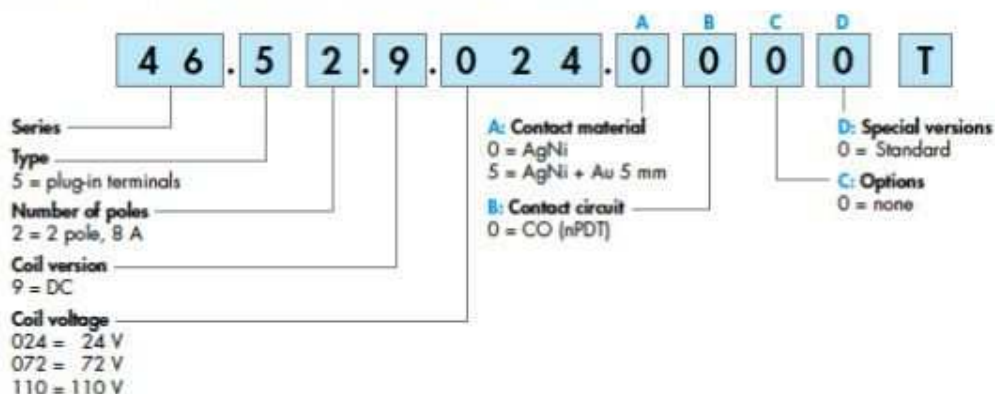 A B C D
4 6 . 5 2 . 9 . 0 2 4 . 0 0 0 0 T
Series
Type
5 = plug-in terminals
Number of poles
2 = 2 pole, 8 A
Coil version
9 = DC
Coil voltage
024 = 24 V
072 = 72 V
110 = 110 V
A: Contact material
0 = AgNi
5 = AgNi + Au 5 mm
B: Contact circuit
0 = CO (nPDT)
D: Special versions
0 = Standard
C: Options
0 = none